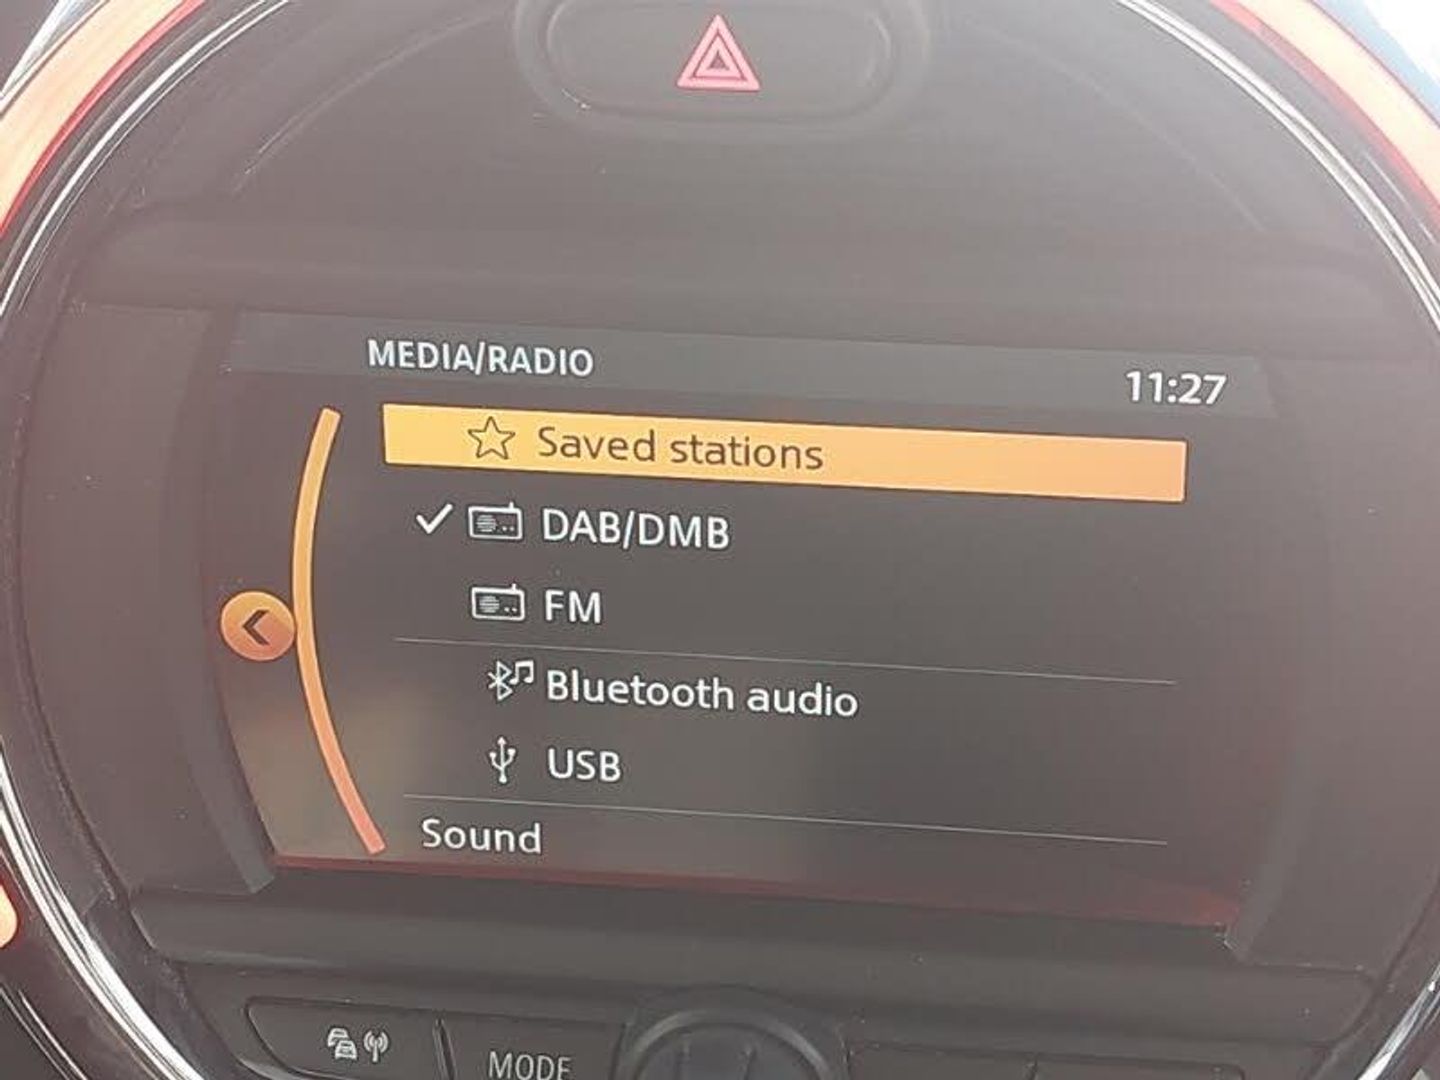 MEDIA/RADIO
11:27
Saved stations
DAB/DMB
FM
Bluetooth audio
USB
Sound
MODE